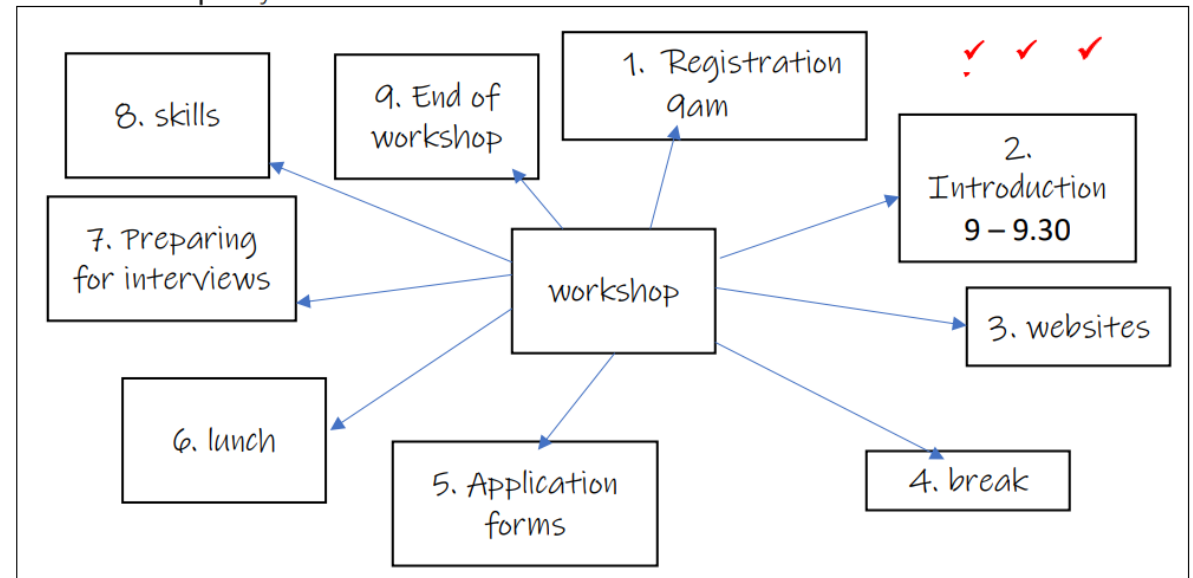 1. Registration
9am
2.
Introduction
9 – 9.30
3. websites
4. break
5. Application
forms
6. lunch
7. Preparing
for interviews
8. skills
9. End of
workshop
workshop